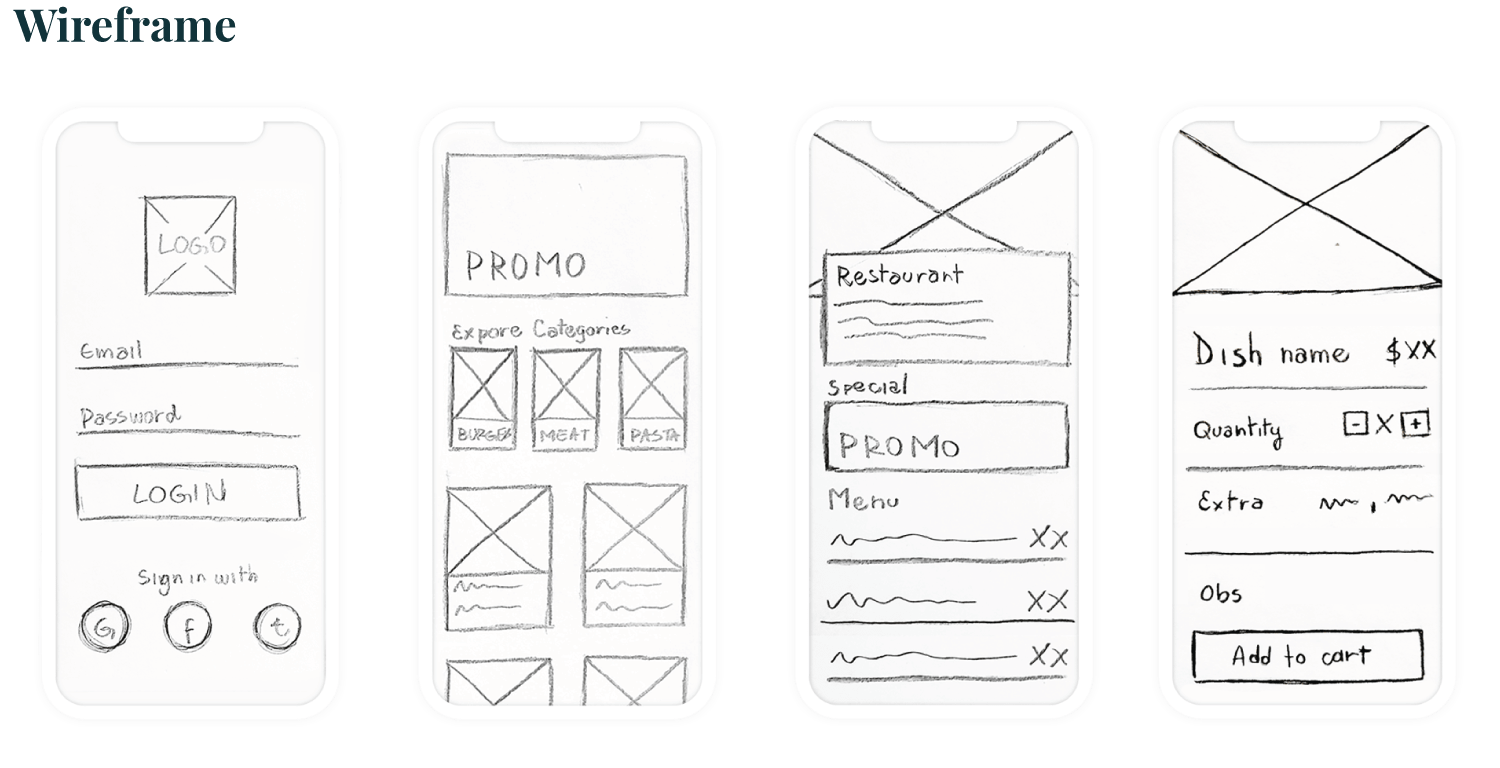 Wireframe
LOGO
Email
Password
LOGIN
Sign in with
G f t
PROMO
Expore Categories
BURGER MEAT PASTA
Restaurant
Special
PROMO
Menu
XX
XX
XX
Dish name $XX
Quantity - X +
Extra ,
Obs
Add to cart